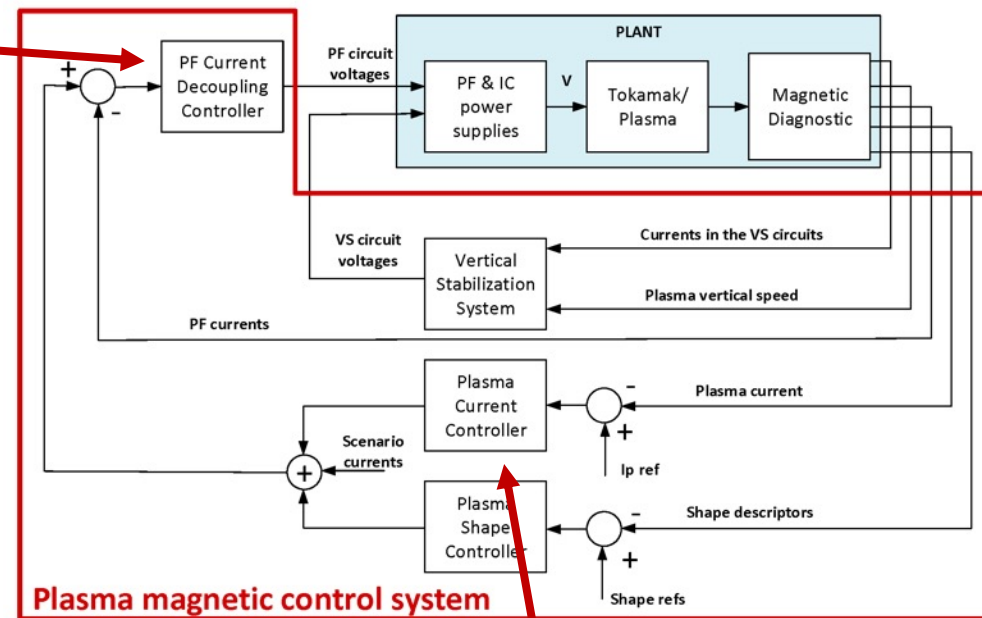 PLANT
PF Current
Decoupling
Controller
+
-
PF circuit
voltages
PF & IC
power
supplies
V
Tokamak/
Plasma
Magnetic
Diagnostic
VS circuit
voltages
Vertical
Stabilization
System
Currents in the VS circuits
Plasma vertical speed
PF currents
Plasma
Current
Controller
-
+
Plasma current
Ip ref
Scenario
currents
+
Plasma
Shape
Controller
-
+
Shape descriptors
Shape refs
Plasma magnetic control system